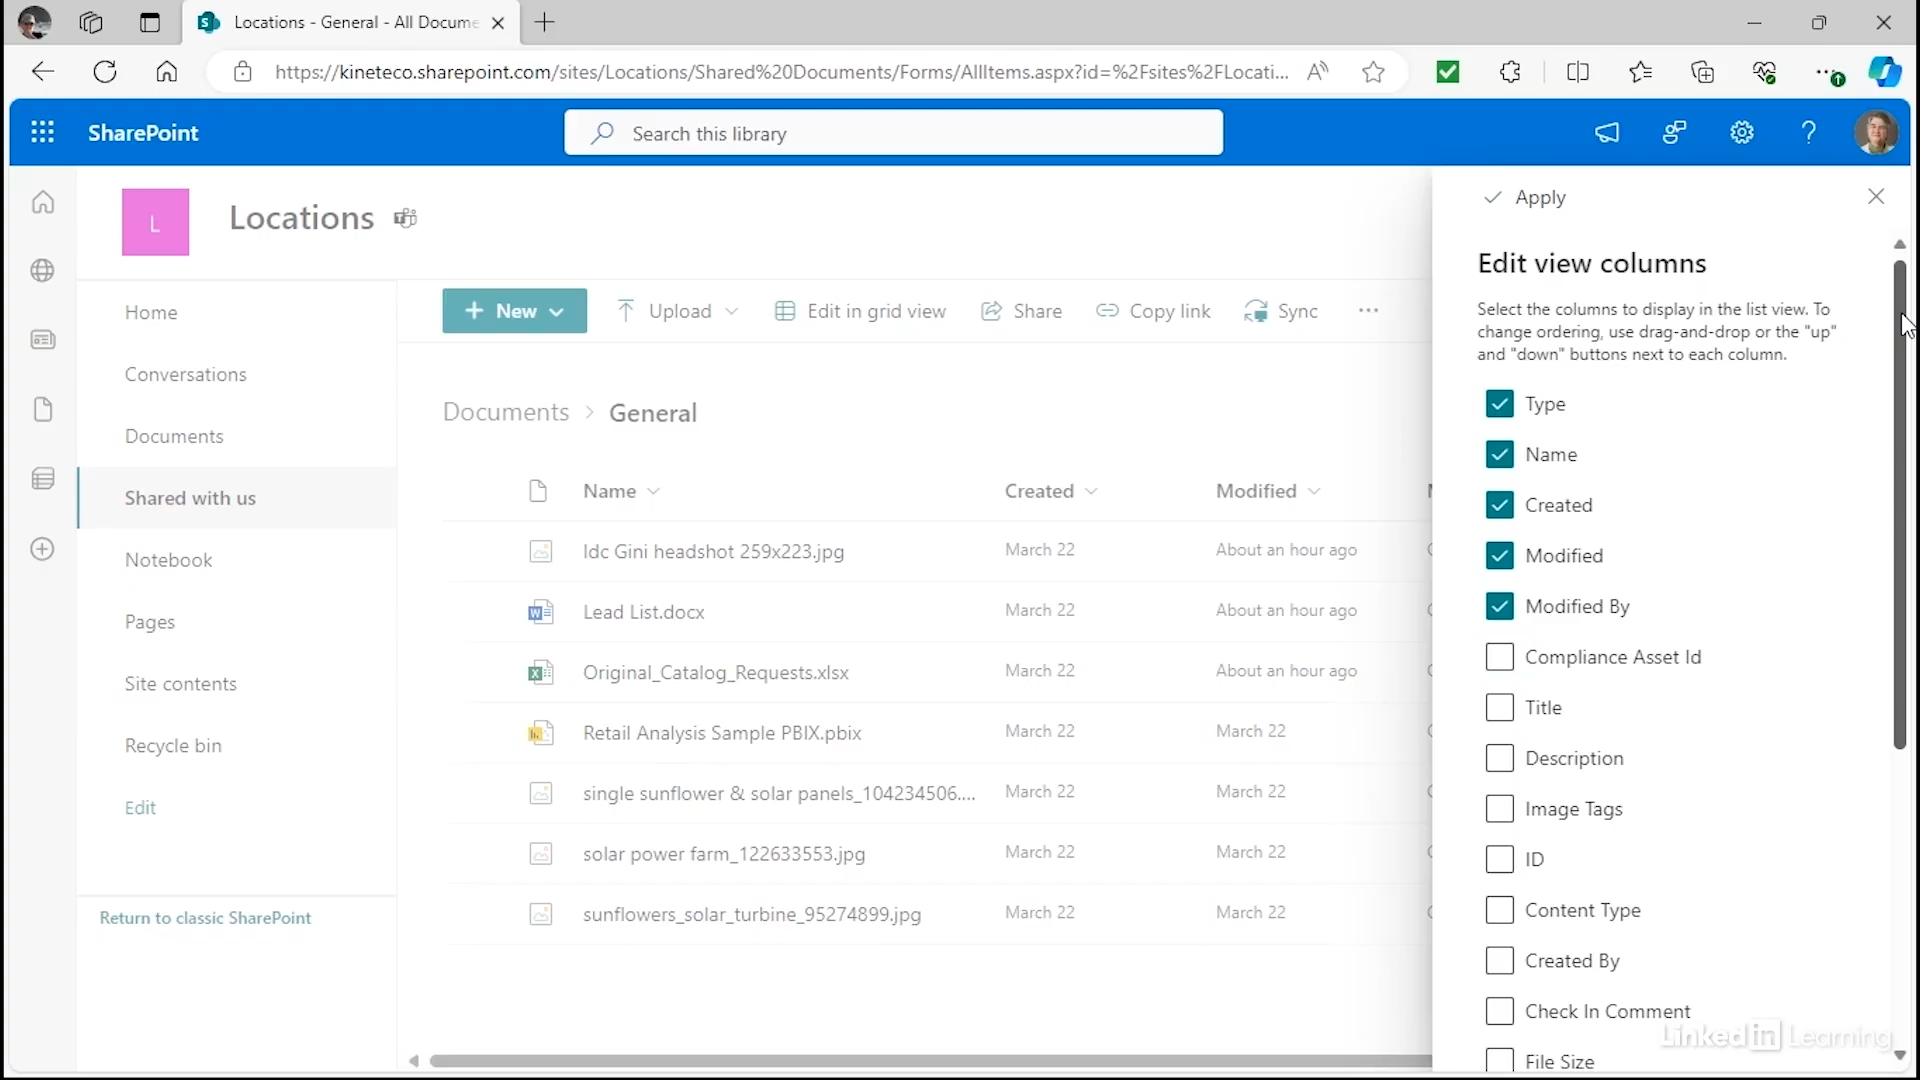 Locations - General - All Docume
https://kineteco.sharepoint.com/sites/Locations/Shared%20Documents/Forms/AllItems.aspx?id=%2Fsites%2FLocati...
SharePoint
Search this library
L
Locations
Home
Conversations
Documents
Shared with us
Notebook
Pages
Site contents
Recycle bin
Edit
Return to classic SharePoint
New
Upload
Edit in grid view
Share
Copy link
Sync
Documents > General
Name Created Modified
Idc Gini headshot 259x223.jpg March 22 About an hour ago
Lead List.docx March 22 About an hour ago
Original_Catalog_Requests.xlsx March 22 About an hour ago
Retail Analysis Sample PBIX.pbix March 22 March 22
single sunflower & solar panels_104234506.... March 22 March 22
solar power farm_122633553.jpg March 22 March 22
sunflowers_solar_turbine_95274899.jpg March 22 March 22
Apply
Edit view columns
Select the columns to display in the list view. To
change ordering, use drag-and-drop or the "up"
and "down" buttons next to each column.
Type
Name
Created
Modified
Modified By
Compliance Asset Id
Title
Description
Image Tags
ID
Content Type
Created By
Check In Comment
File Size
Linked in Learning